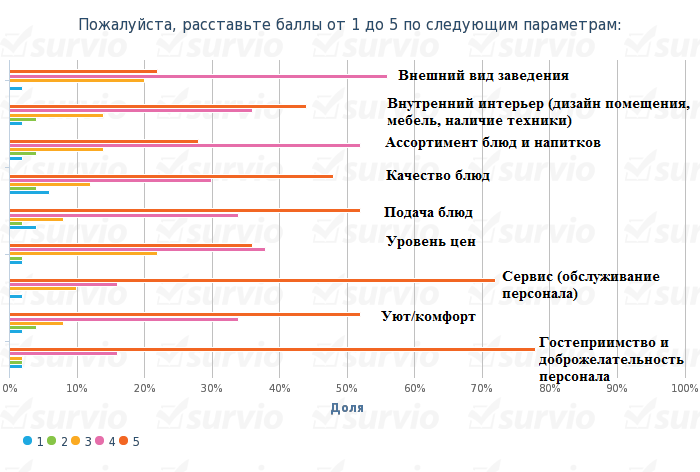 Пожалуйста, расставьте баллы от 1 до 5 по следующим параметрам:
Внешний вид заведения
Внутренний интерьер (дизайн помещения,
мебель, наличие техники)
Ассортимент блюд и напитков
Качество блюд
Подача блюд
Уровень цен
Сервис (обслуживание
персонала)
Уют/комфорт
Гостеприимство и
доброжелательность
персонала
0% 10% 20% 30% 40% 50% 60% 70% 80% 90% 100%
Доля
1 2 3 4 5
survio